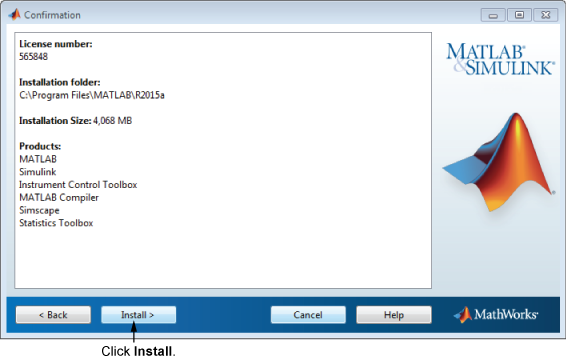 Confirmation
License number:
565848
Installation folder:
C:\Program Files\MATLAB\R2015a
Installation Size: 4,068 MB
Products:
MATLAB
Simulink
Instrument Control Toolbox
MATLAB Compiler
Simscape
Statistics Toolbox
MATLAB®
&SIMULINK®
< Back
Install >
Cancel
Help
MathWorks®
Click Install.